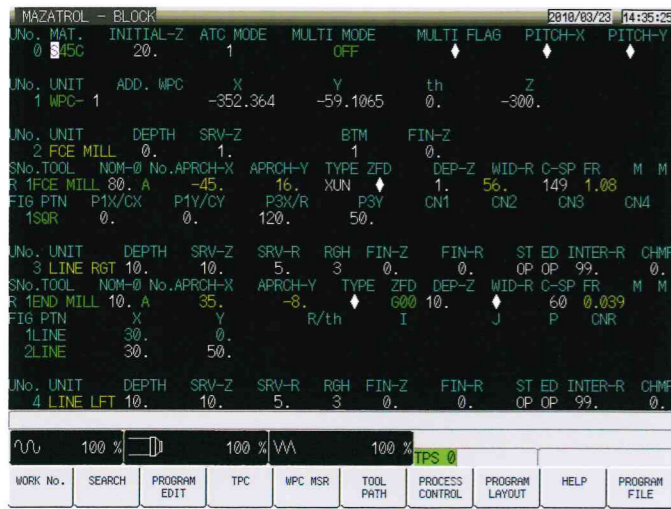 MAZATROL - BLOCK 2010/03/23 14:35:25
UNo. MAT. INITIAL-Z ATC MODE MULTI MODE MULTI FLAG PITCH-X PITCH-Y
0 S45C 20. 1 OFF ♦ ♦ ♦
UNo. UNIT ADD. WPC X Y th Z
1 WPC- 1 -352.364 -59.1065 0. -300.
UNo. UNIT DEPTH SRV-Z BTM FIN-Z
2 FCE MILL 0. 1. 1 0.
SNo.TOOL NOM-Ø No.APRCH-X APRCH-Y TYPE ZFD DEP-Z WID-R C-SP FR M M
R 1FCE MILL 80. A -45. 16. XUN ♦ 1. 56. 149 1.08
FIG PTN P1X/CX P1Y/CY P3X/R P3Y CN1 CN2 CN3 CN4
1SQR 0. 0. 120. 50.
UNo. UNIT DEPTH SRV-Z SRV-R RGH FIN-Z FIN-R ST ED INTER-R CHMF
3 LINE RGT 10. 10. 5. 3 0. 0. OP OP 99. 0.
SNo.TOOL NOM-Ø No.APRCH-X APRCH-Y TYPE ZFD DEP-Z WID-R C-SP FR M M
R 1END MILL 10. A 35. -8. ♦ G00 10. ♦ 60 0.039
FIG PTN X Y R/th I J P CNR
1LINE 30. 0.
2LINE 30. 50.
UNo. UNIT DEPTH SRV-Z SRV-R RGH FIN-Z FIN-R ST ED INTER-R CHMF
4 LINE LFT 10. 10. 5. 3 0. 0. OP OP 99. 0.
100 % 100 % 100 % TPS 0
WORK No. SEARCH PROGRAM EDIT TPC WPC MSR TOOL PATH PROCESS CONTROL PROGRAM LAYOUT HELP PROGRAM FILE